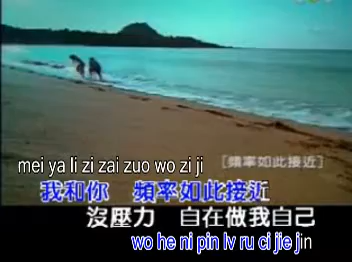 mei ya li zi zai zuo wo zi ji
[頻率如此接近]
我和你 頻率如此接近
沒壓力 自在做我自己
wo he ni pin lv ru ci jie jin